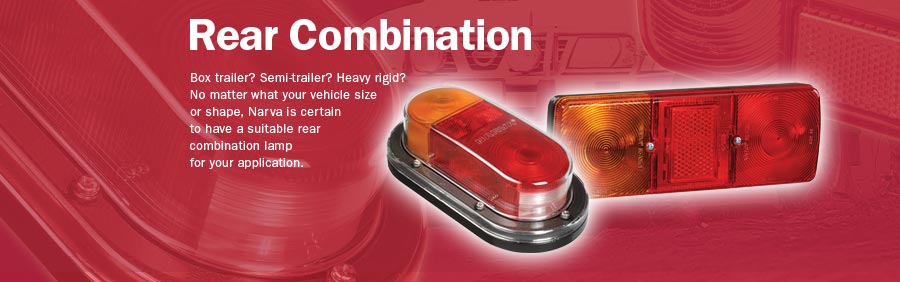 Rear Combination
Box trailer? Semi-trailer? Heavy rigid?
No matter what your vehicle size
or shape, Narva is certain
to have a suitable rear
combination lamp
for your application.